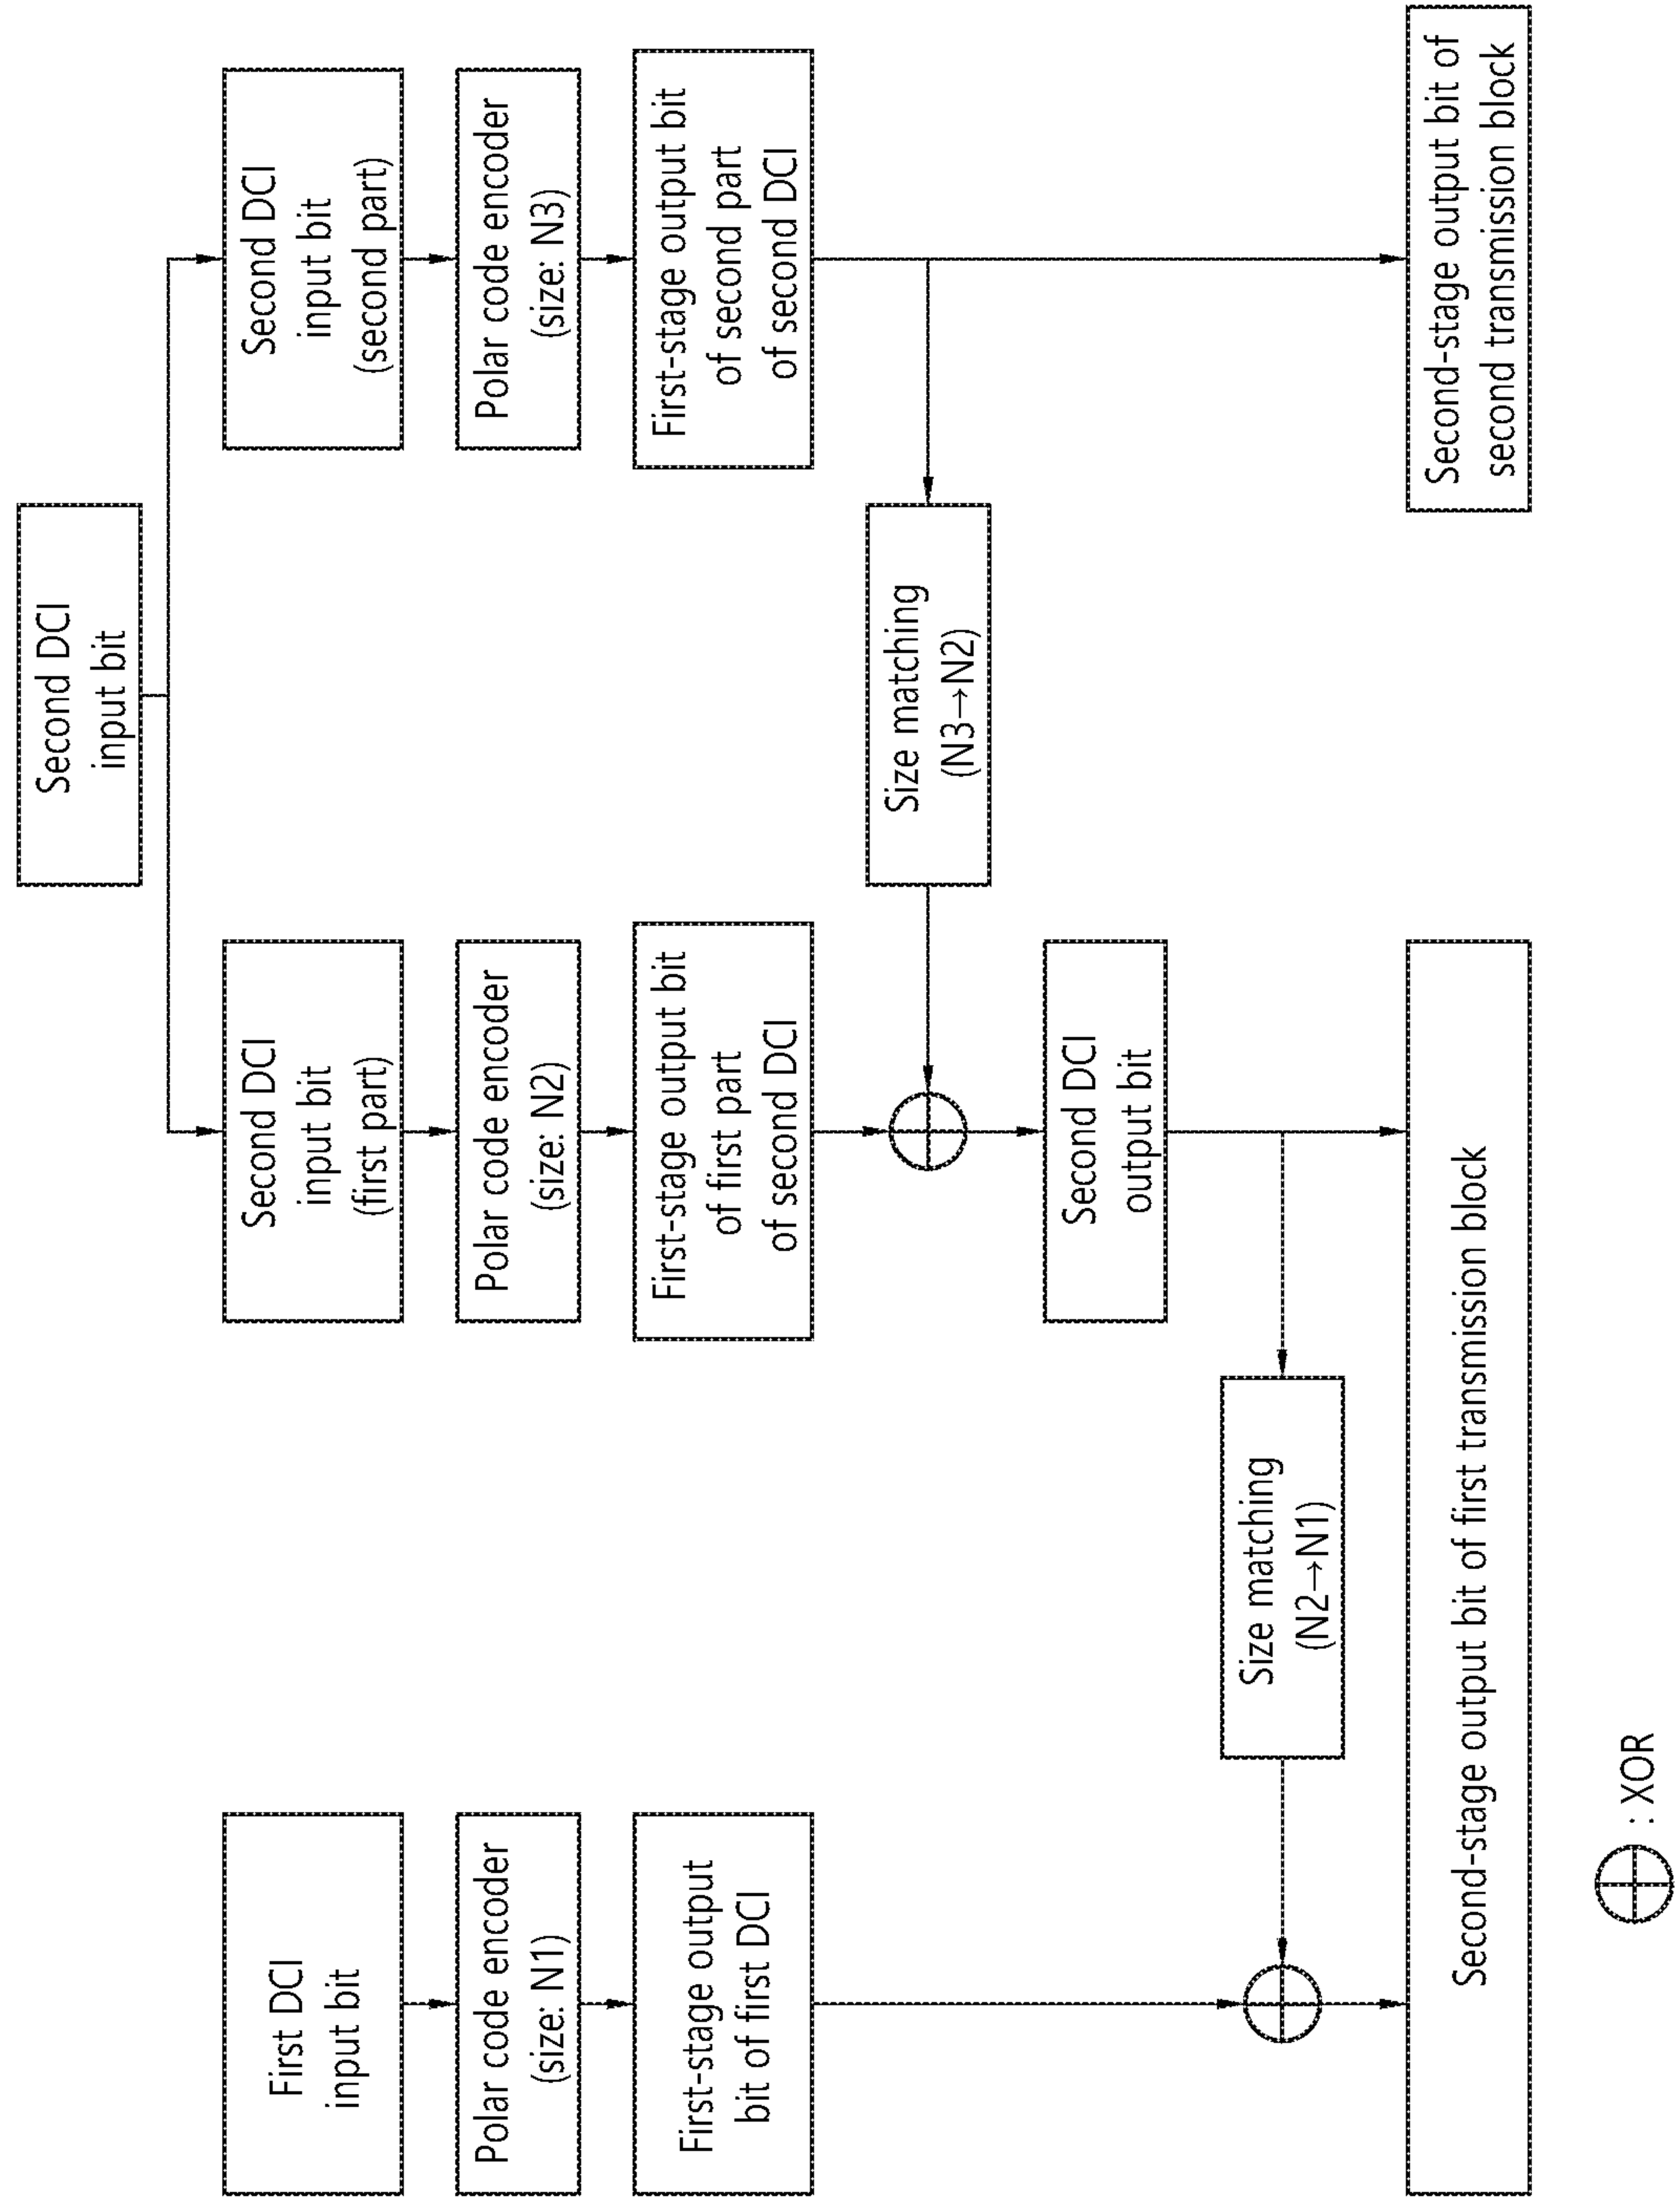 Second DCI
input bit
First DCI
input bit
Second DCI
input bit
(first part)
Second DCI
input bit
(second part)
Polar code encoder
(size: N1)
Polar code encoder
(size: N2)
Polar code encoder
(size: N3)
First-stage output
bit of first DCI
First-stage output bit
of first part
of second DCI
First-stage output bit
of second part
of second DCI
Size matching
(N3→N2)
Second DCI
output bit
Size matching
(N2→N1)
Second-stage output bit of first transmission block
Second-stage output bit of
second transmission block
: XOR